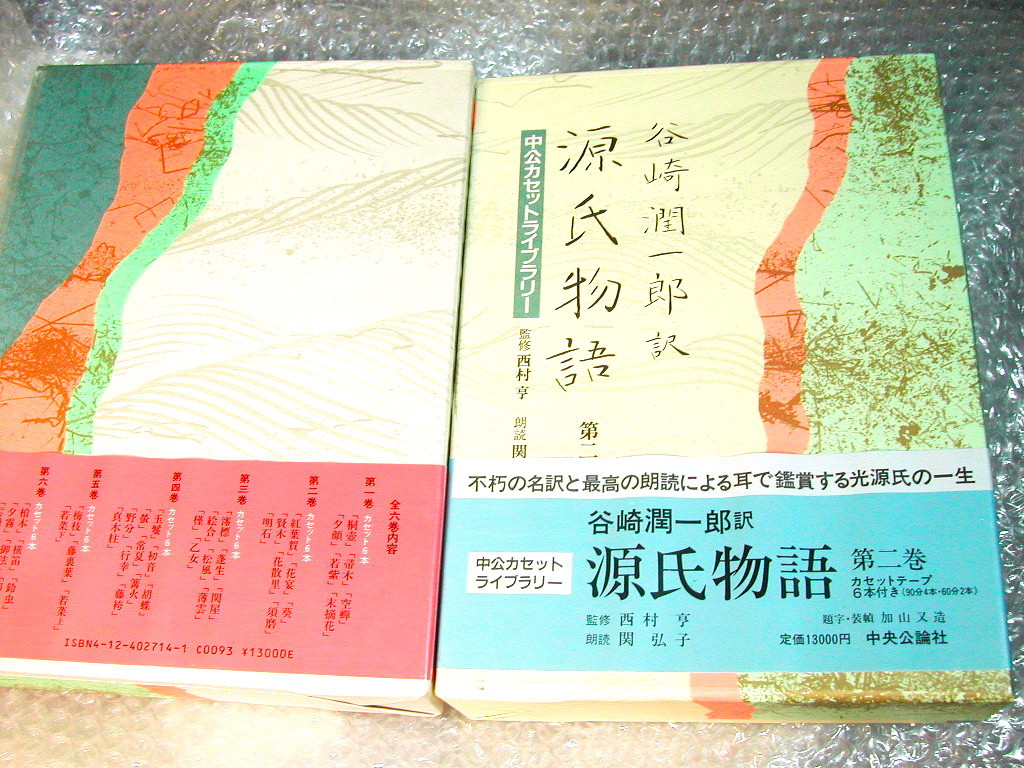 谷崎潤一郎訳
源氏物語
第二
中公カセットライブラリー
監修 西村 亨
朗読 関
不朽の名訳と最高の朗読による耳で鑑賞する光源氏の一生
谷崎潤一郎訳
中公カセット
ライブラリー
源氏物語 第二巻
カセットテープ
6本付き(90分4本・60分2本)
監修 西村 亨
朗読 関 弘子
題字・装幀 加山又造
定価13000円 中央公論社
全六巻内容
第一巻 カセット6本
「桐壺」「帚木」「空蟬」
「夕顔」「若紫」「末摘花」
第二巻 カセット6本
「紅葉賀」「花宴」「葵」
「賢木」「花散里」「須磨」
「明石」
第三巻 カセット6本
「澪標」「蓬生」「関屋」
「絵合」「松風」「薄雲」
「槿」「乙女」
第四巻 カセット6本
「玉鬘」「初音」「胡蝶」
「螢」「常夏」「篝火」
「野分」「行幸」「藤袴」
「真木柱」
第五巻 カセット6本
「梅枝」「藤裏葉」「若菜上」
「若菜下」
第六巻 カセット6本
「柏木」「横笛」「鈴虫」
「夕霧」「御法」
ISBN4-12-402714-1 C0093 ¥13000E